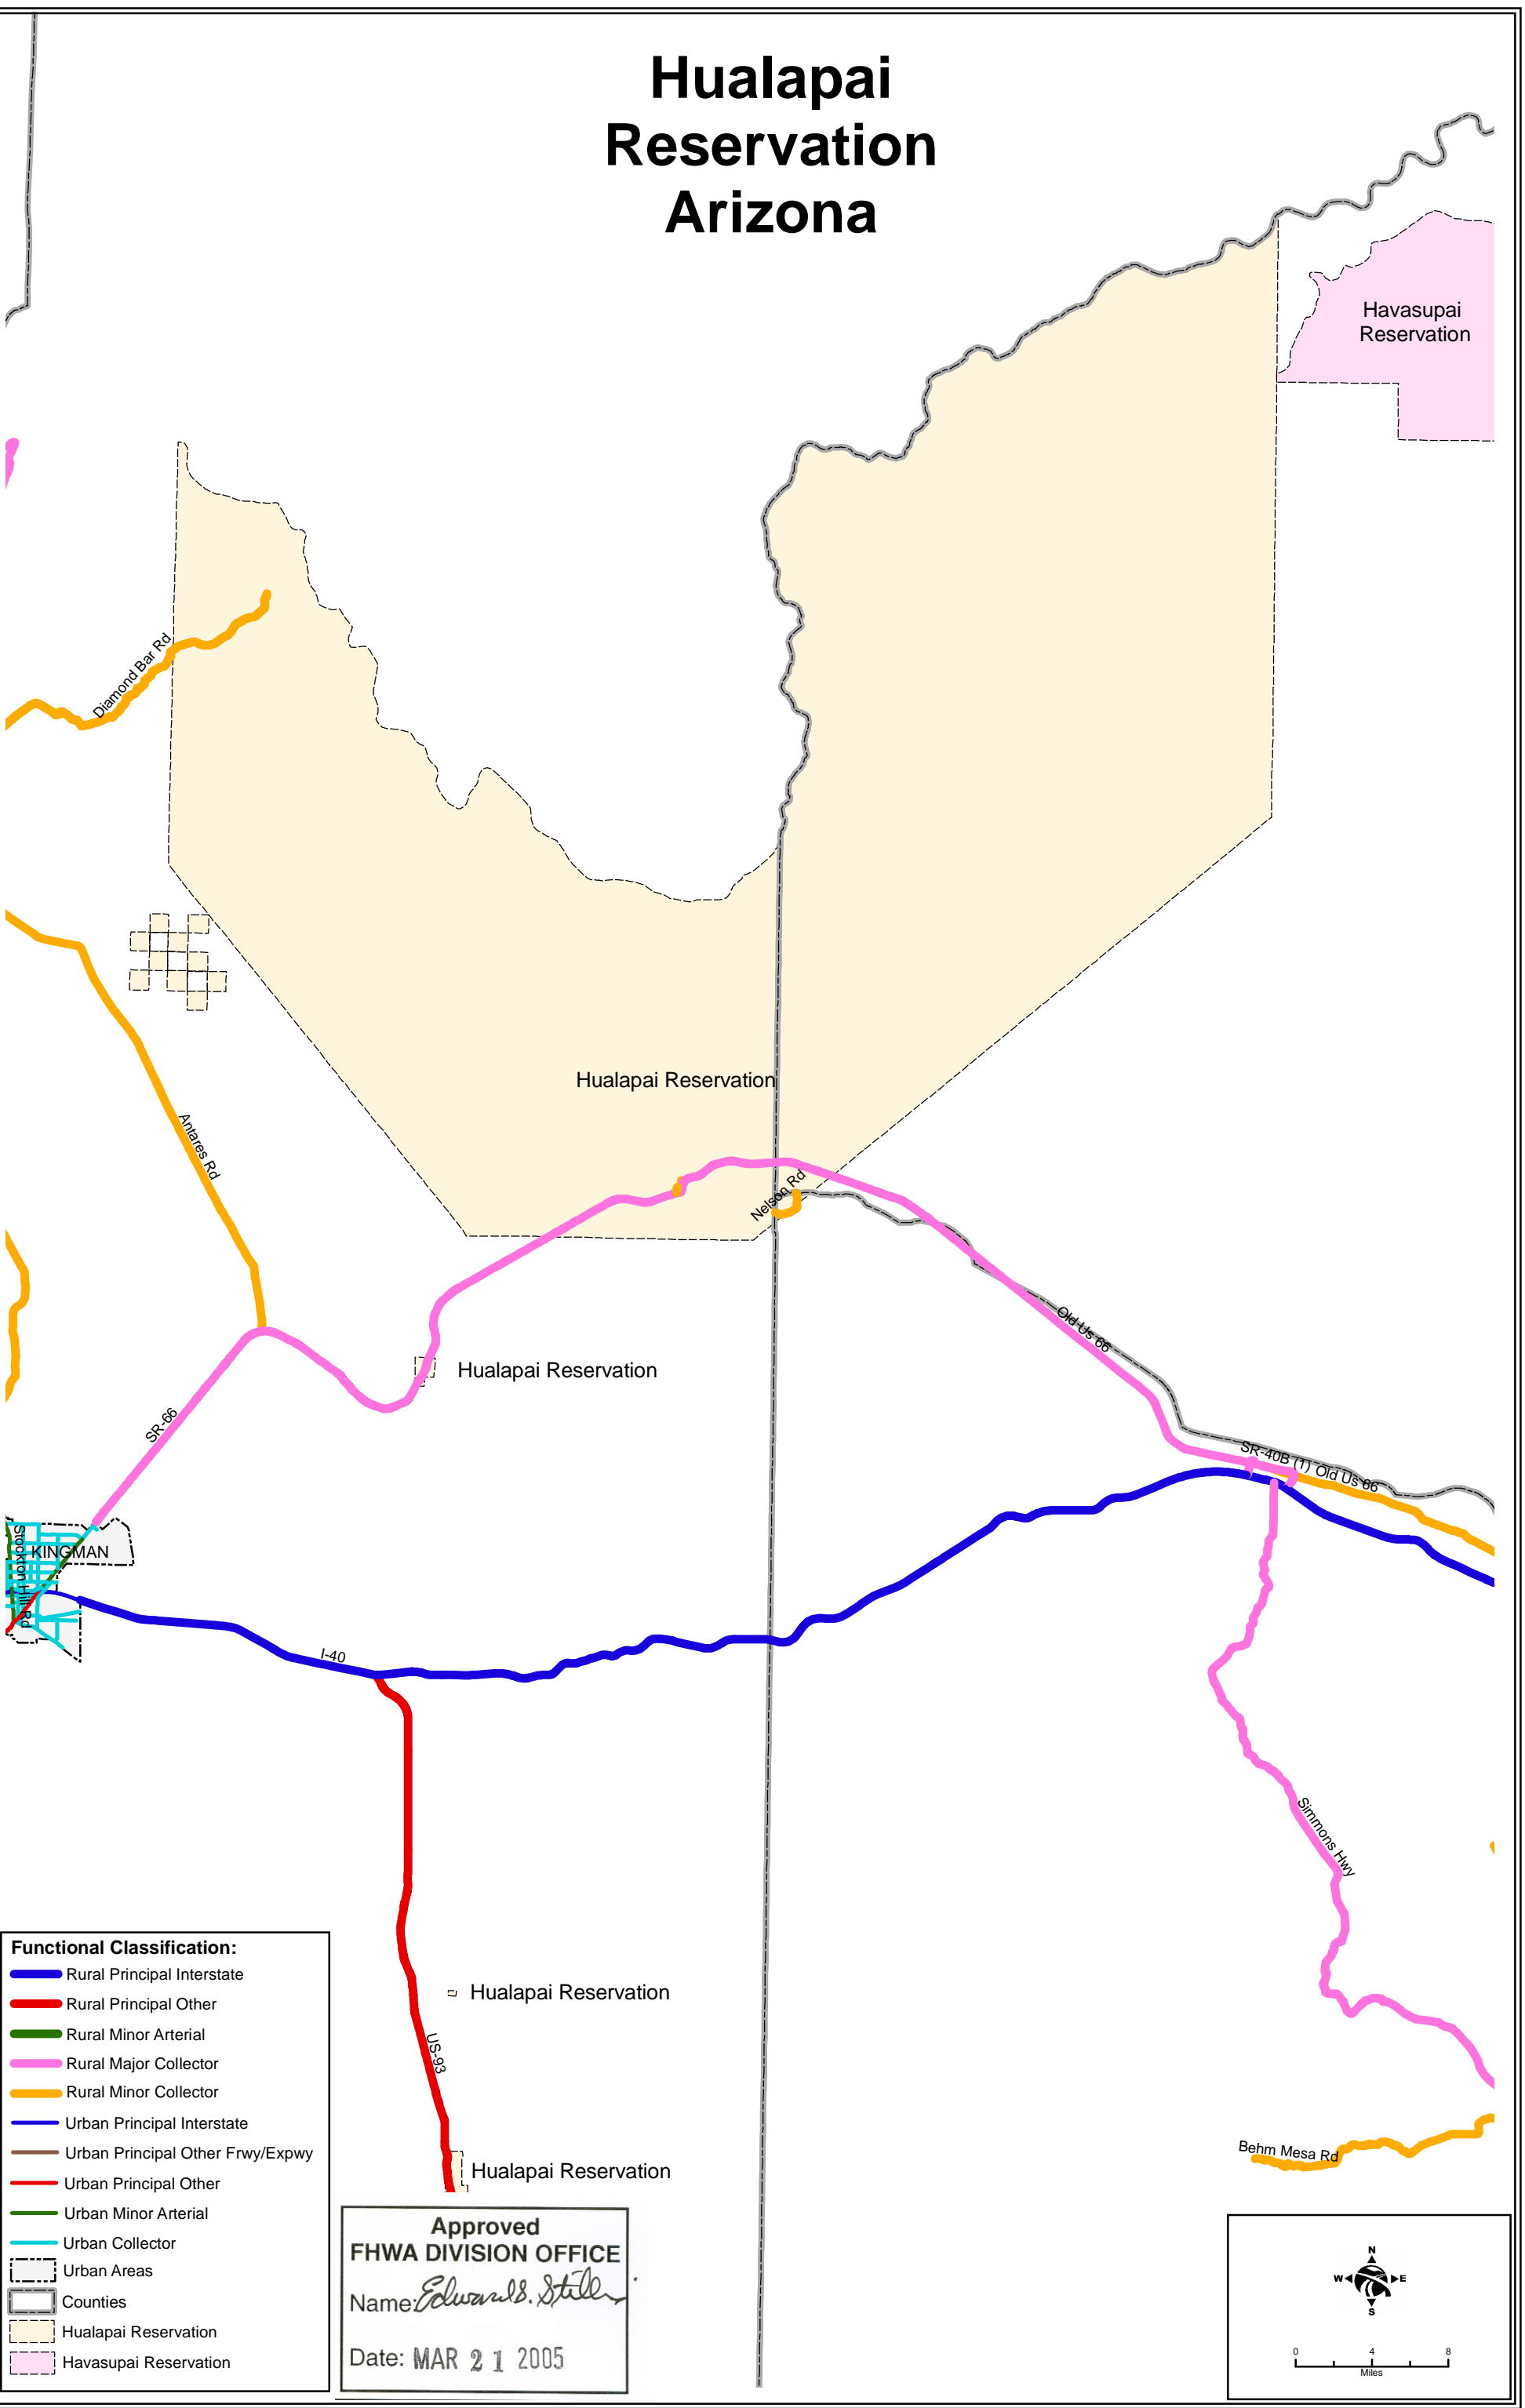 Hualapai
Reservation
Arizona
Havasupai
Reservation
Diamond Bar Rd
Hualapai Reservation
Antares Rd
Nelson Rd
Old Us 66
Hualapai Reservation
SR-66
SR-40B (T)
Old Us 66
KINGMAN
Stockton Hill Rd
I-40
Simmons Hwy
Hualapai Reservation
US-93
Behm Mesa Rd
Hualapai Reservation
Functional Classification:
Rural Principal Interstate
Rural Principal Other
Rural Minor Arterial
Rural Major Collector
Rural Minor Collector
Urban Principal Interstate
Urban Principal Other Frwy/Expwy
Urban Principal Other
Urban Minor Arterial
Urban Collector
Urban Areas
Counties
Hualapai Reservation
Havasupai Reservation
Approved
FHWA DIVISION OFFICE
Name:
Date: MAR 21 2005
N
W E
S
0 4 8
Miles